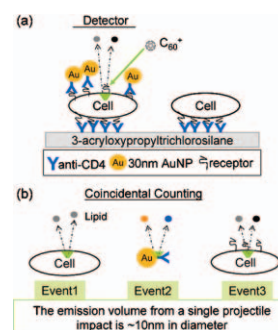 (a)
Detector
C60+
Au
Au
Au
Cell
Cell
3-acryloxypropyltrichlorosilane
anti-CD4 Au 30nm AuNP receptor
(b)
Coincidental Counting
Lipid
Cell
Au
Cell
Event1
Event2
Event3
The emission volume from a single projectile
impact is ~10nm in diameter